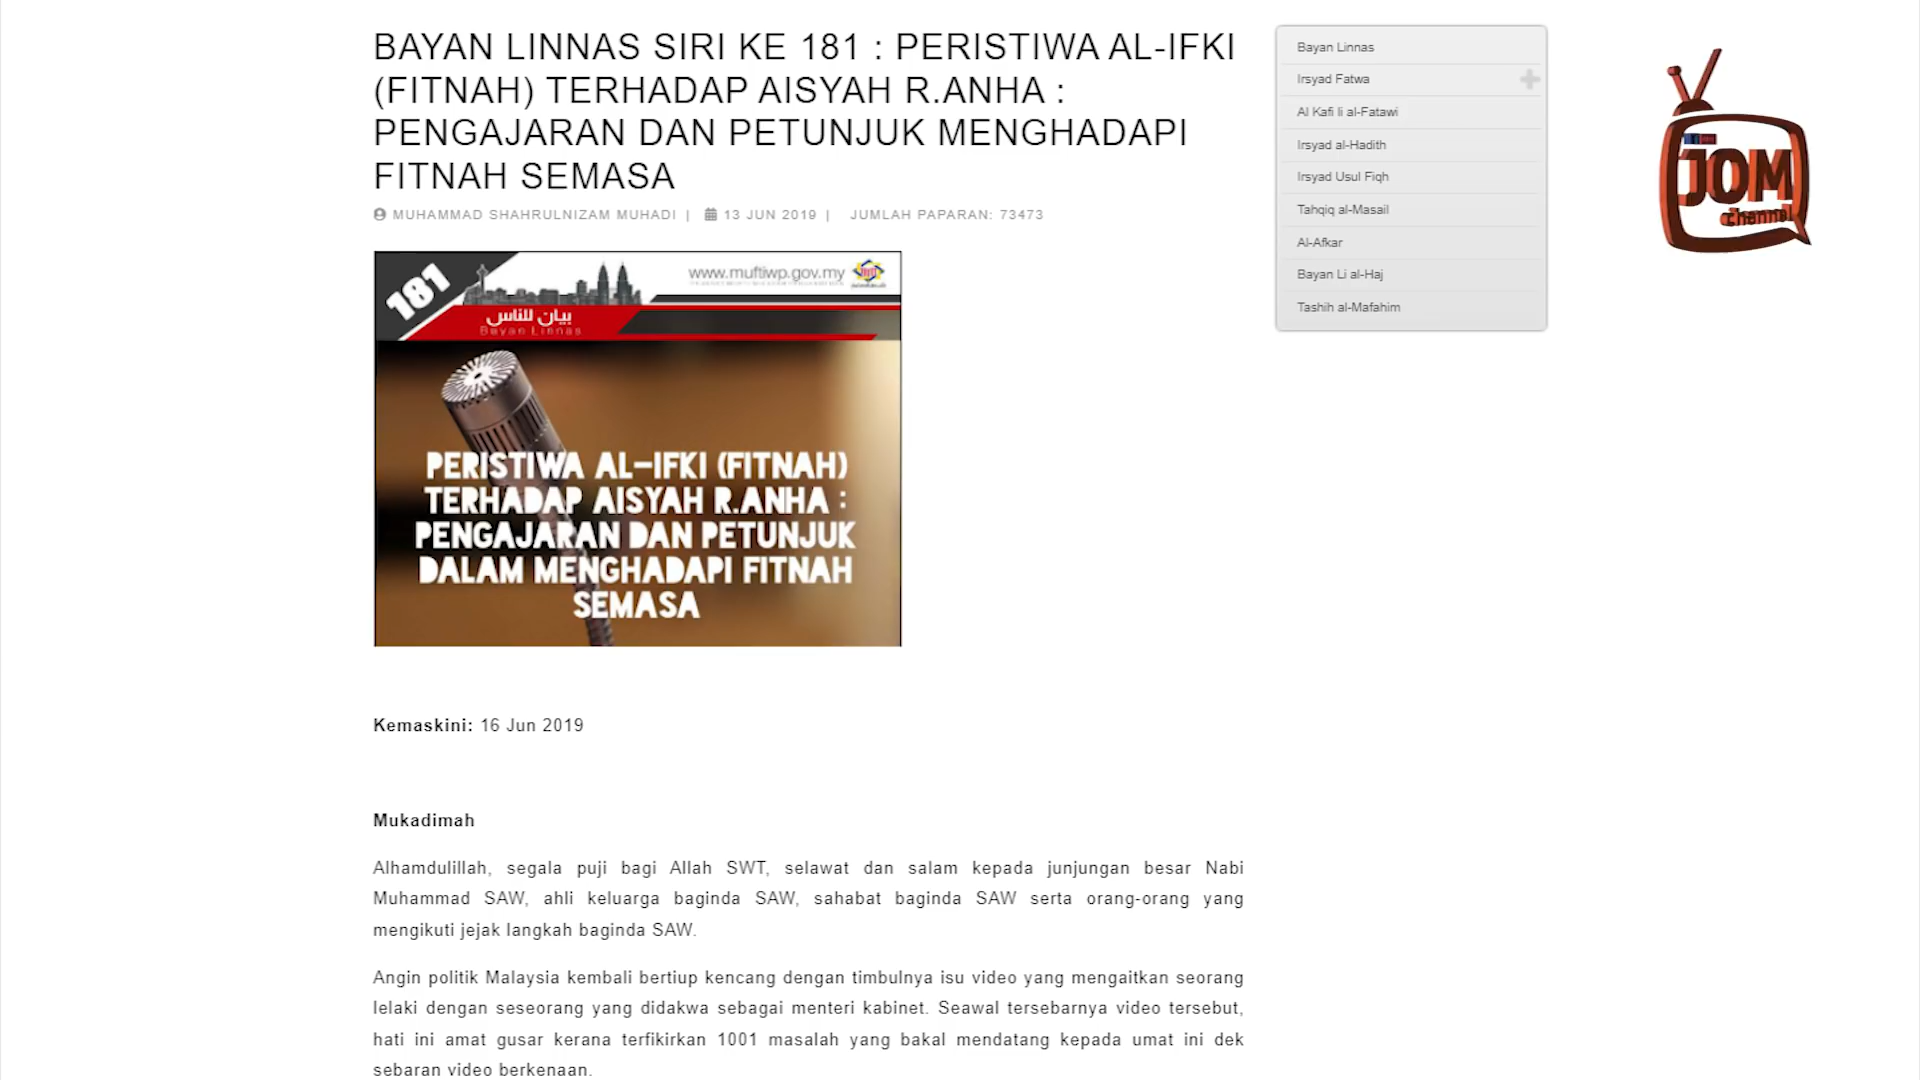 BAYAN LINNAS SIRI KE 181 : PERISTIWA AL-IFKI
(FITNAH) TERHADAP AISYAH R.ANHA :
PENGAJARAN DAN PETUNJUK MENGHADAPI
FITNAH SEMASA
MUHAMMAD SHAHRULNIZAM MUHADI | 13 JUN 2019 | JUMLAH PAPARAN: 73473
181
www.muftiwp.gov.my
بيان للناس
Bayan Linnas
PERISTIWA AL-IFKI (FITNAH)
TERHADAP AISYAH R.ANHA :
PENGAJARAN DAN PETUNJUK
DALAM MENGHADAPI FITNAH
SEMASA
Kemaskini: 16 Jun 2019
Mukadimah
Alhamdulillah, segala puji bagi Allah SWT, selawat dan salam kepada junjungan besar Nabi
Muhammad SAW, ahli keluarga baginda SAW, sahabat baginda SAW serta orang-orang yang
mengikuti jejak langkah baginda SAW.
Angin politik Malaysia kembali bertiup kencang dengan timbulnya isu video yang mengaitkan seorang
lelaki dengan seseorang yang didakwa sebagai menteri kabinet. Seawal tersebarnya video tersebut,
hati ini amat gusar kerana terfikirkan 1001 masalah yang bakal mendatang kepada umat ini dek
sebaran video berkenaan.
Bayan Linnas
Irsyad Fatwa
Al Kafi li al-Fatawi
Irsyad al-Hadith
Irsyad Usul Fiqh
Tahqiq al-Masail
Al-Afkar
Bayan Li al-Haj
Tashih al-Mafahim
JOM
channel